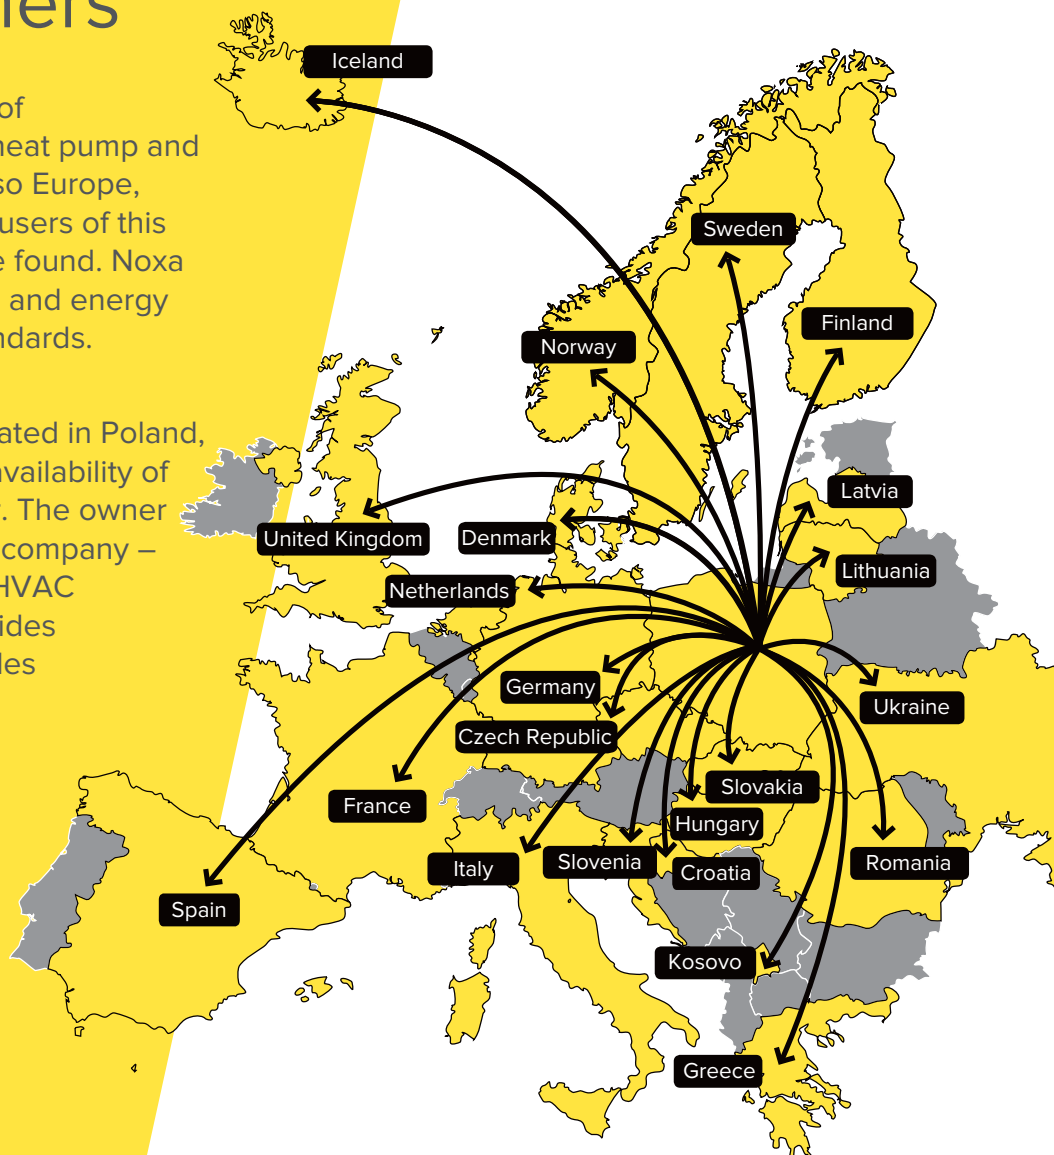 ners
of
heat pump and
so Europe,
users of this
e found. Noxa
and energy
ndards.
ated in Poland,
availability of
. The owner
company –
HVAC
ides
les
Iceland
Sweden
Finland
Norway
Latvia
United Kingdom
Denmark
Lithuania
Netherlands
Germany
Ukraine
Czech Republic
Slovakia
France
Hungary
Italy
Slovenia
Croatia
Romania
Spain
Kosovo
Greece